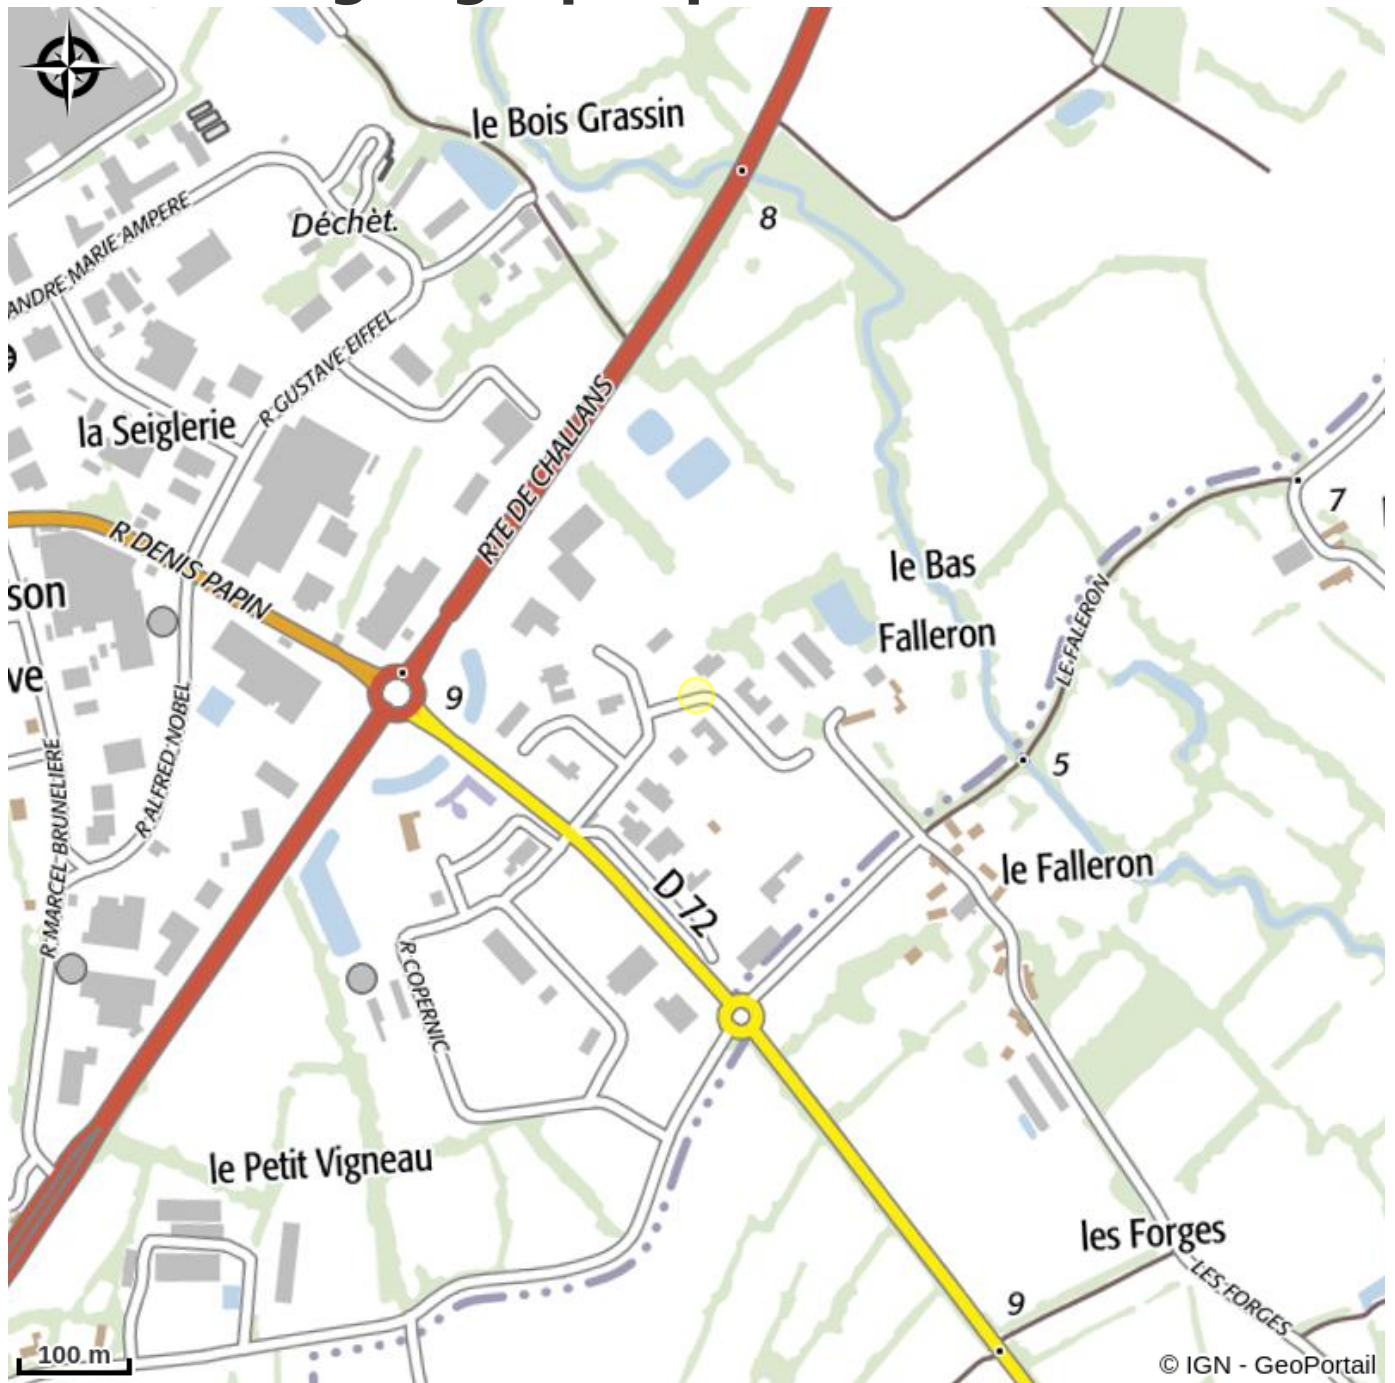 le Bois Grassin
8
Déchèt.
ANDRE MARIE AMPERE
R GUSTAVE EIFFEL
la Seiglerie
RTE DE CHALLANS
7
R DENIS PAPIN
le Bas
Falleron
son
LE FALERON
ve
9
R ALFRED NOBEL
5
R MARCEL BRUNELIERE
le Falleron
D 72
R COPERNIC
le Petit Vigneau
les Forges
LES FORGES
9
100 m
© IGN - GeoPortail